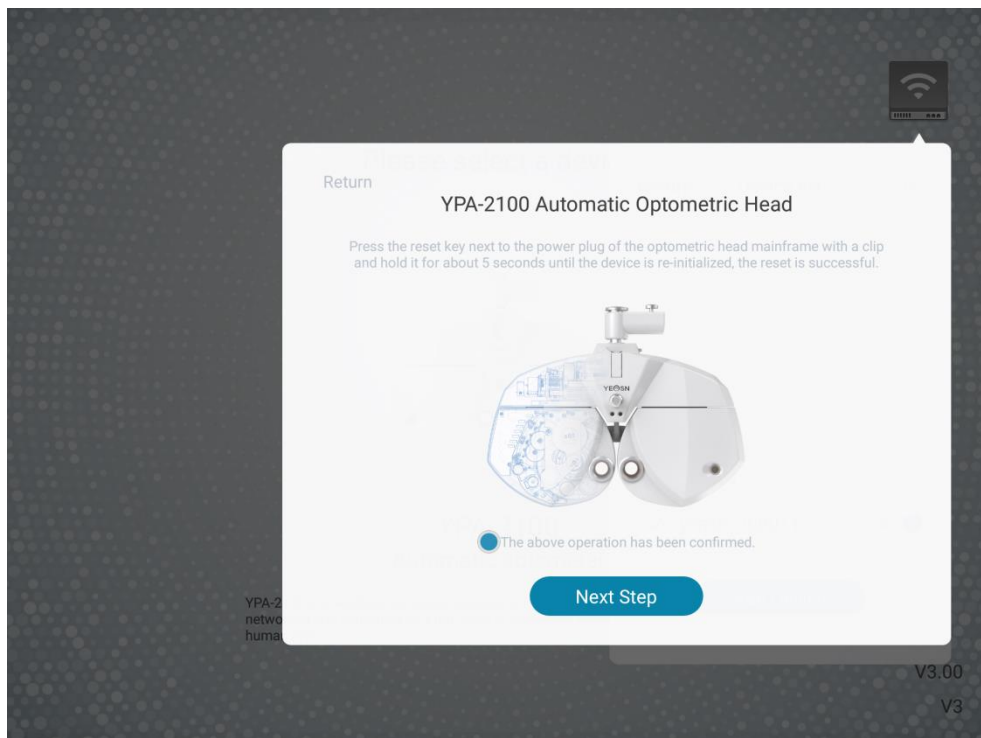 Return
YPA-2100 Automatic Optometric Head
Press the reset key next to the power plug of the optometric head mainframe with a clip
and hold it for about 5 seconds until the device is re-initialized, the reset is successful.
YEASN
The above operation has been confirmed.
Next Step
YPA-2
netwo
huma
V3.00
V3